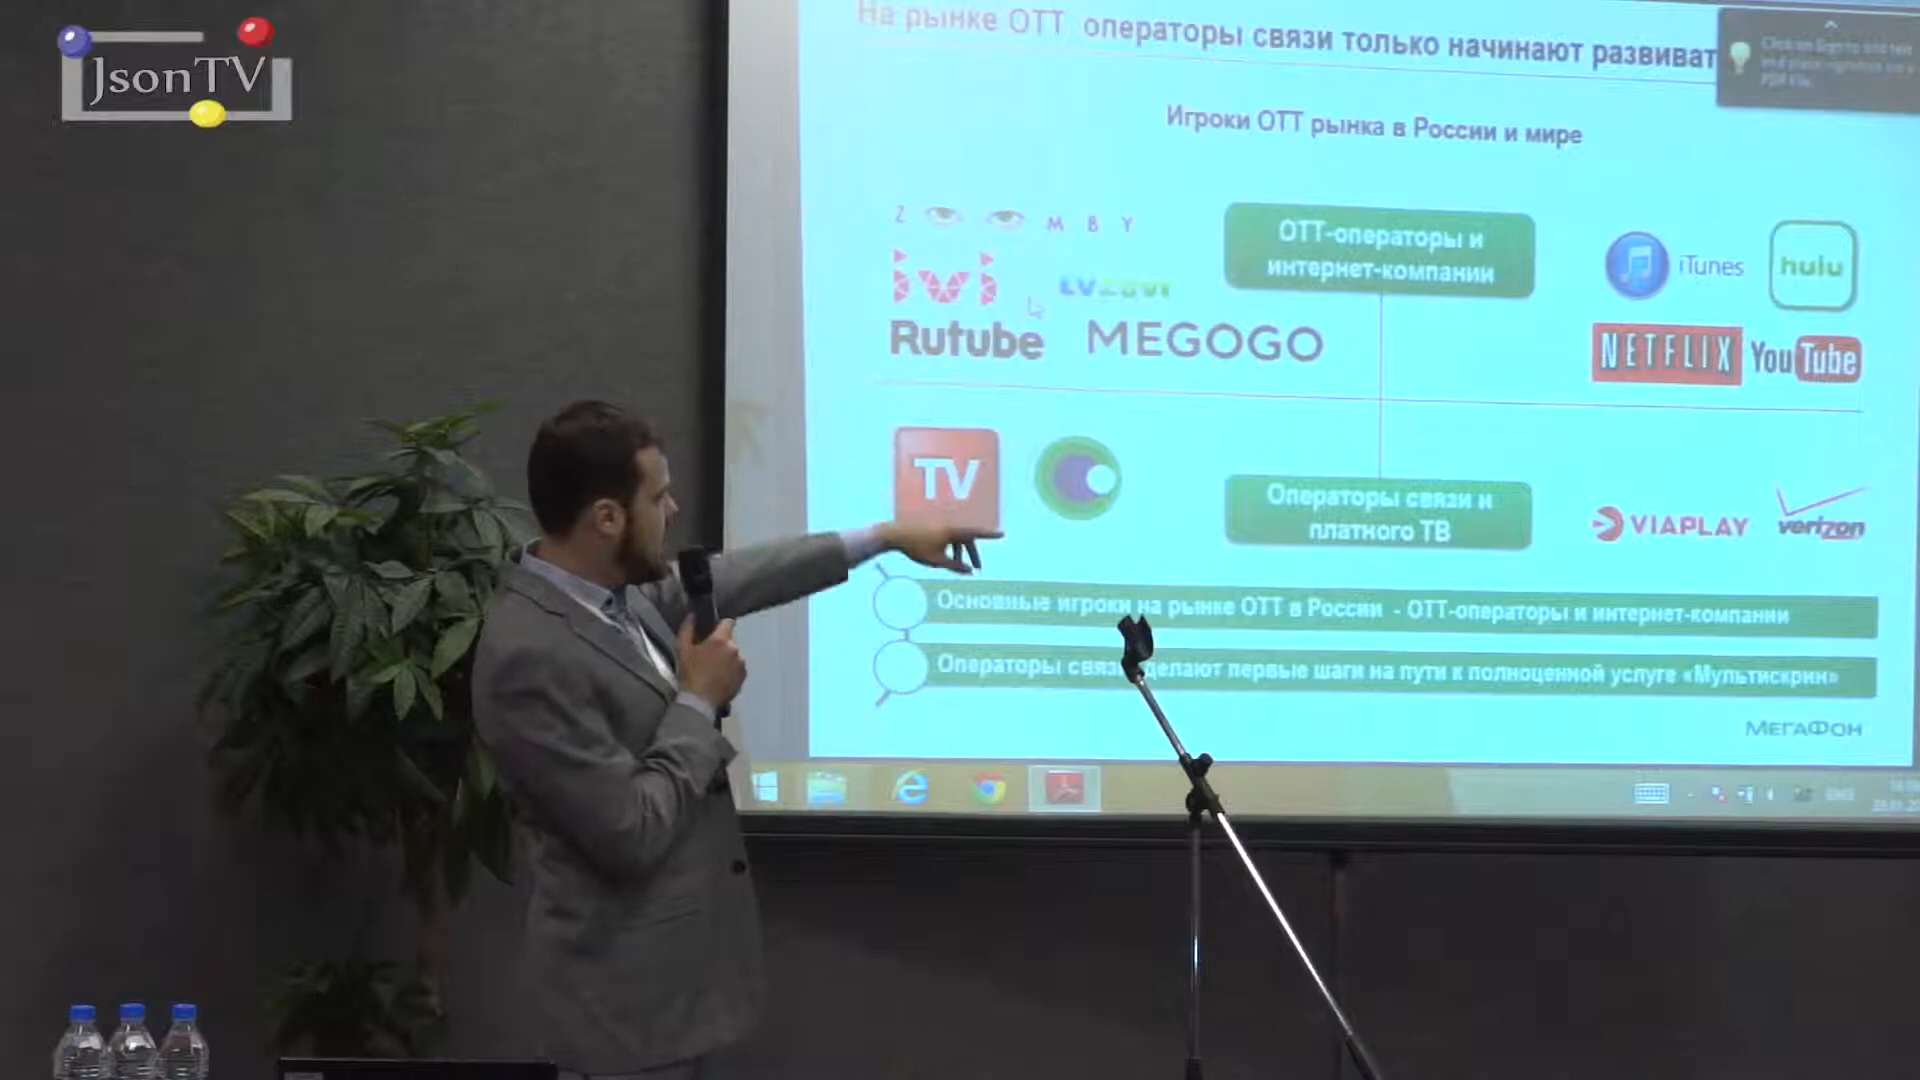 JsonTV
На рынке ОТТ операторы связи только начинают развиват
Игроки ОТТ рынка в России и мире
Z M B Y
ivi
tvzavr
Rutube
MEGOGO
ОТТ-операторы и
интернет-компании
iTunes
hulu
NETFLIX
YouTube
TV
Операторы связи и
платного ТВ
VIAPLAY
verizon
Основные игроки на рынке ОТТ в России - ОТТ-операторы и интернет-компании
Операторы связи делают первые шаги на пути к полноценной услуге «Мультискрин»
МЕГАФОН